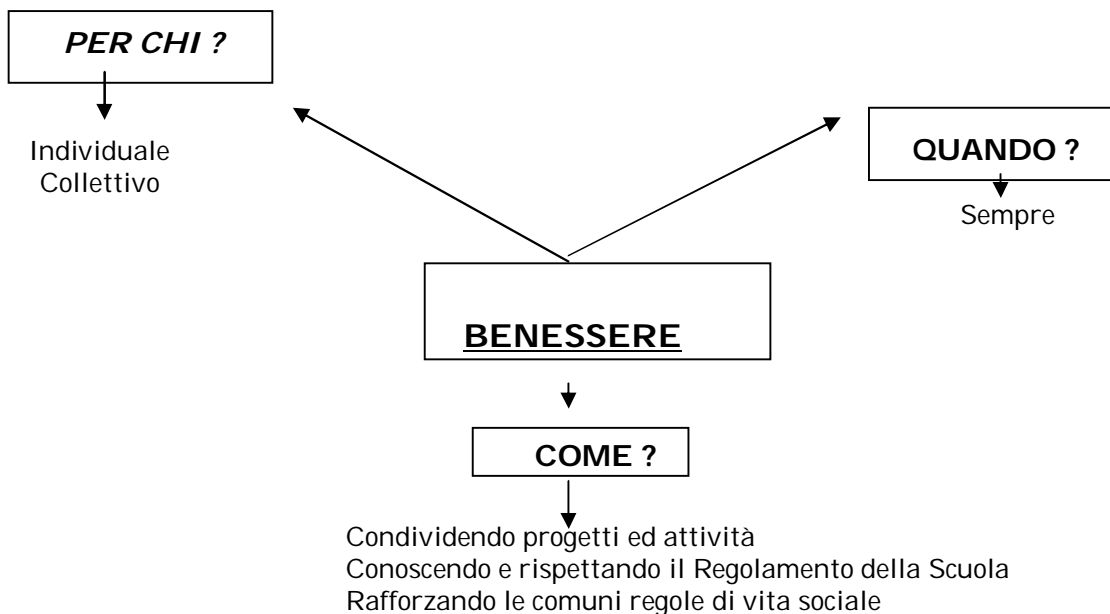 PER CHI ?
Individuale
Collettivo
QUANDO ?
Sempre
BENESSERE
COME ?
Condividendo progetti ed attività
Conoscendo e rispettando il Regolamento della Scuola
Rafforzando le comuni regole di vita sociale